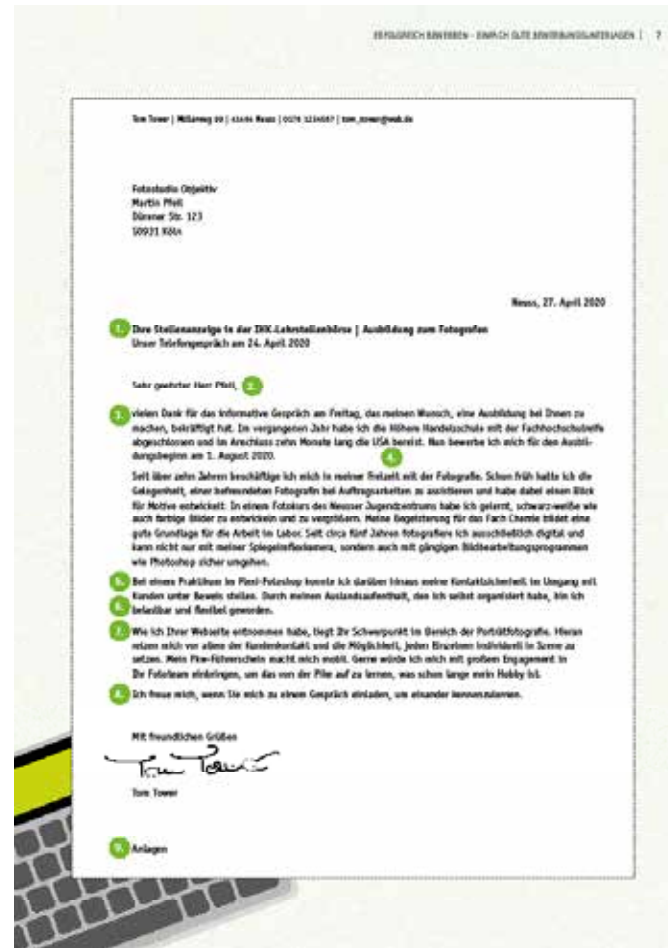 ERFOLGREICH BEWERBEN – EINFACH GUTE BEWERBUNGSUNTERLAGEN | 7
Tom Tower | | Neuss | 0174 1234567 | tom_tower@web.de
Fotostudio Objektiv
Martin Pfeil
Dürener Str. 123
50931 Köln
Neuss, 27. April 2020
1. Ihre Stellenanzeige in der IHK-Lehrstellenbörse | Ausbildung zum Fotografen
Unser Telefongespräch am 24. April 2020
Sehr geehrter Herr Pfeil, 2.
3. vielen Dank für das informative Gespräch am Freitag, das meinen Wunsch, eine Ausbildung bei Ihnen zu
machen, bekräftigt hat. Im vergangenen Jahr habe ich die Höhere Handelsschule mit der Fachhochschulreife
abgeschlossen und im Anschluss zehn Monate lang die USA bereist. Nun bewerbe ich mich für den Ausbil-
dungsbeginn am 1. August 2020. 4.
Seit über zehn Jahren beschäftige ich mich in meiner Freizeit mit der Fotografie. Schon früh hatte ich die
Gelegenheit, einer befreundeten Fotografin bei Auftragsarbeiten zu assistieren und habe dabei einen Blick
für Motive entwickelt. In einem Fotokurs des Neusser Jugendzentrums habe ich gelernt, schwarz-weiße wie
auch farbige Bilder zu entwickeln und zu vergrößern. Meine Begeisterung für das Fach Chemie bildet eine
gute Grundlage für die Arbeit im Labor. Seit circa fünf Jahren fotografiere ich ausschließlich digital und
kann nicht nur mit meiner Spiegelreflexkamera, sondern auch mit gängigen Bildbearbeitungsprogrammen
wie Photoshop sicher umgehen.
5. Bei einem Praktikum im Pixel-Fotoshop konnte ich darüber hinaus meine Kontaktsicherheit im Umgang mit
Kunden unter Beweis stellen. Durch meinen Auslandsaufenthalt, den ich selbst organisiert habe, bin ich
6. belastbar und flexibel geworden.
7. Wie ich Ihrer Webseite entnommen habe, liegt Ihr Schwerpunkt im Bereich der Porträtfotografie. Hieran
reizen mich vor allem der Kundenkontakt und die Möglichkeit, jeden Einzelnen individuell in Szene zu
setzen. Mein Pkw-Führerschein macht mich mobil. Gerne würde ich mich mit großem Engagement in
Ihr Fototeam einbringen, um das von der Pike auf zu lernen, was schon lange mein Hobby ist.
8. Ich freue mich, wenn Sie mich zu einem Gespräch einladen, um einander kennenzulernen.
Mit freundlichen Grüßen
Tom Tower
Tom Tower
9. Anlagen